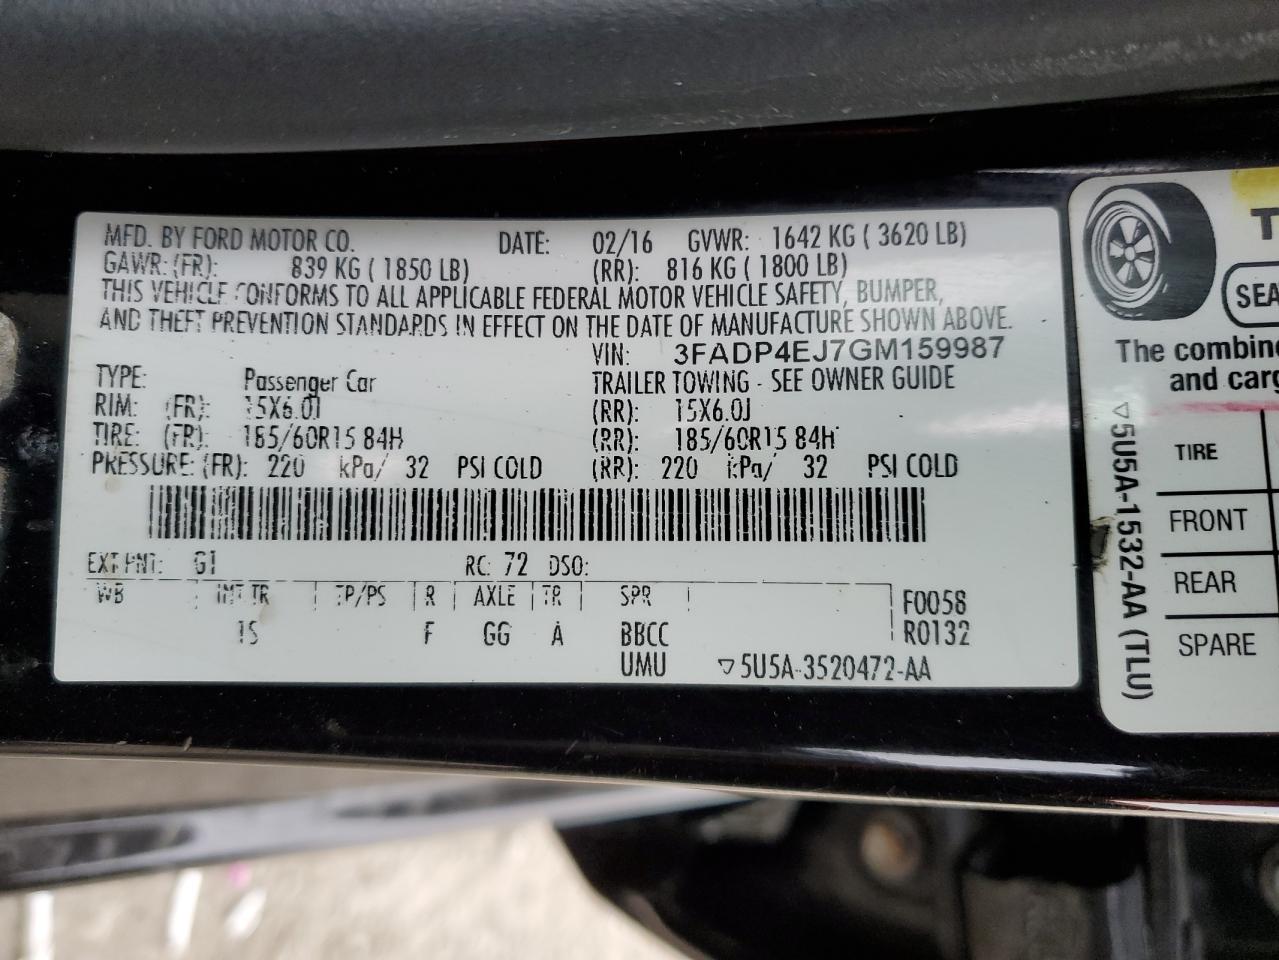 MFD. BY FORD MOTOR CO. DATE: 02/16 GVWR: 1642 KG ( 3620 LB)
GAWR: (FR): 839 KG ( 1850 LB) (RR): 816 KG ( 1800 LB)
THIS VEHICLE CONFORMS TO ALL APPLICABLE FEDERAL MOTOR VEHICLE SAFETY, BUMPER,
AND THEFT PREVENTION STANDARDS IN EFFECT ON THE DATE OF MANUFACTURE SHOWN ABOVE.
VIN: 3FADP4EJ7GM159987
TYPE: Passenger Car TRAILER TOWING - SEE OWNER GUIDE
RIM: (FR): 15X6.0J (RR): 15X6.0J
TIRE: (FR): 185/60R15 84H (RR): 185/60R15 84H
PRESSURE: (FR): 220 kPa/ 32 PSI COLD (RR): 220 kPa/ 32 PSI COLD
EXT PNT: G1 RC: 72 DSO:
WB INT TR TP/PS R AXLE TR SPR F0058
15 F GG A BBCC R0132
UMU ▽5U5A-3520472-AA
T
SEA
The combin
and carg
TIRE
FRONT
REAR
SPARE
▽5U5A-1532-AA (TLU)